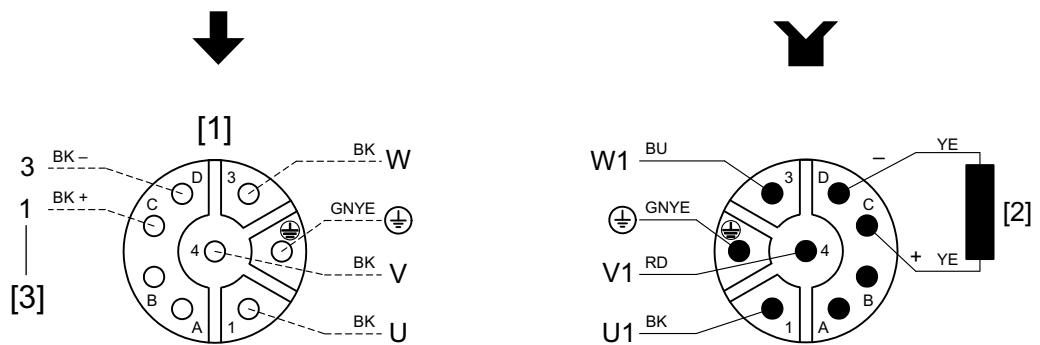 [1]
3 BK –
1 BK +
[3]
D 3
C
4
B
A 1
BK W
GNYE
BK V
BK U
W1 BU
GNYE
V1 RD
U1 BK
3 D
C
4
B
1 A
– YE
+ YE
[2]